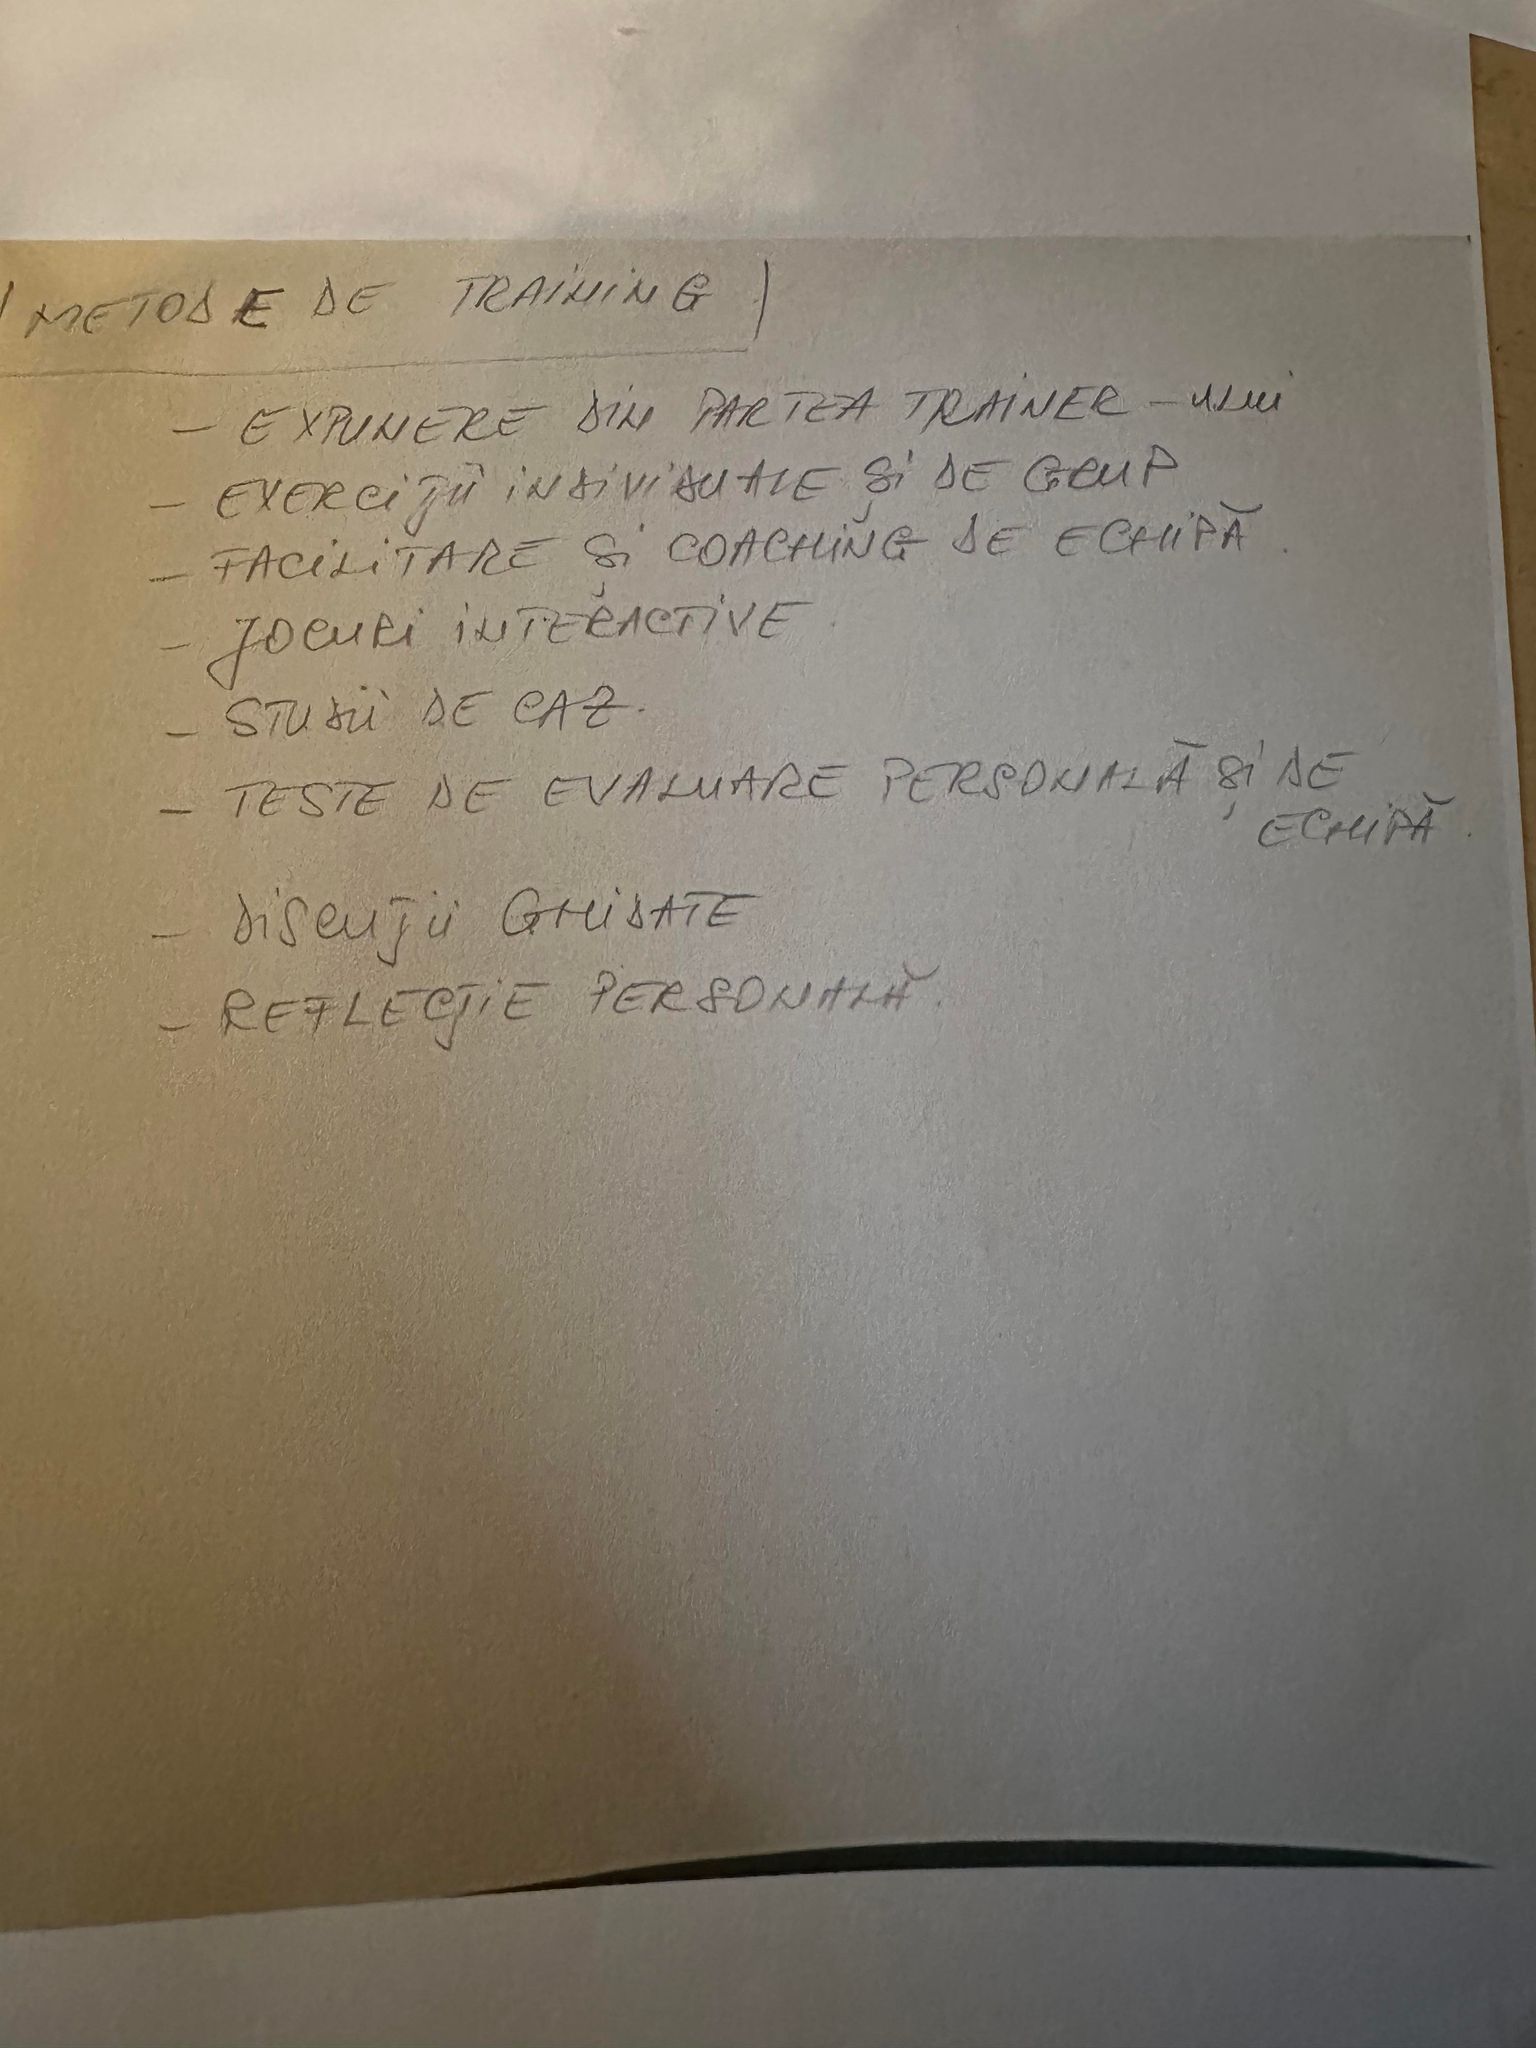 METODE DE TRAINING
- EXPUNERE DIN PARTEA TRAINER-ului
- EXERCIȚII INDIVIDUALE ȘI DE GRUP
- FACILITARE ȘI COACHING DE ECHIPĂ.
- JOCURI INTERACTIVE.
- STUDII DE CAZ.
- TESTE DE EVALUARE PERSONALĂ ȘI DE
ECHIPĂ.
- DISCUȚII GHIDATE
- REFLECȚIE PERSONALĂ.